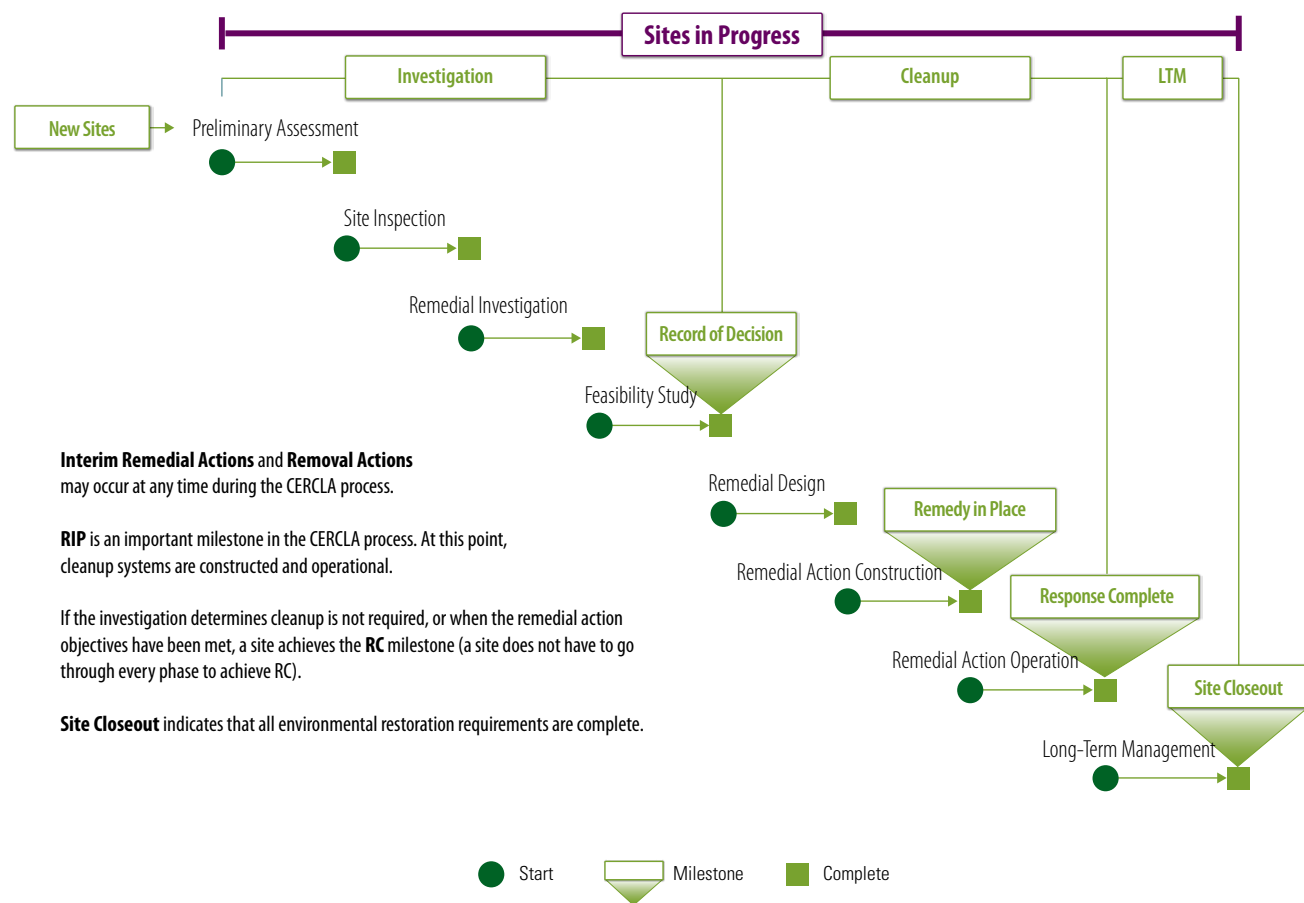 Sites in Progress
Investigation
Cleanup
LTM
New Sites
Preliminary Assessment
Site Inspection
Remedial Investigation
Record of Decision
Feasibility Study
Interim Remedial Actions and Removal Actions
may occur at any time during the CERCLA process.
RIP is an important milestone in the CERCLA process. At this point,
cleanup systems are constructed and operational.
If the investigation determines cleanup is not required, or when the remedial action
objectives have been met, a site achieves the RC milestone (a site does not have to go
through every phase to achieve RC).
Site Closeout indicates that all environmental restoration requirements are complete.
Remedial Design
Remedy in Place
Remedial Action Construction
Response Complete
Remedial Action Operation
Site Closeout
Long-Term Management
Start
Milestone
Complete